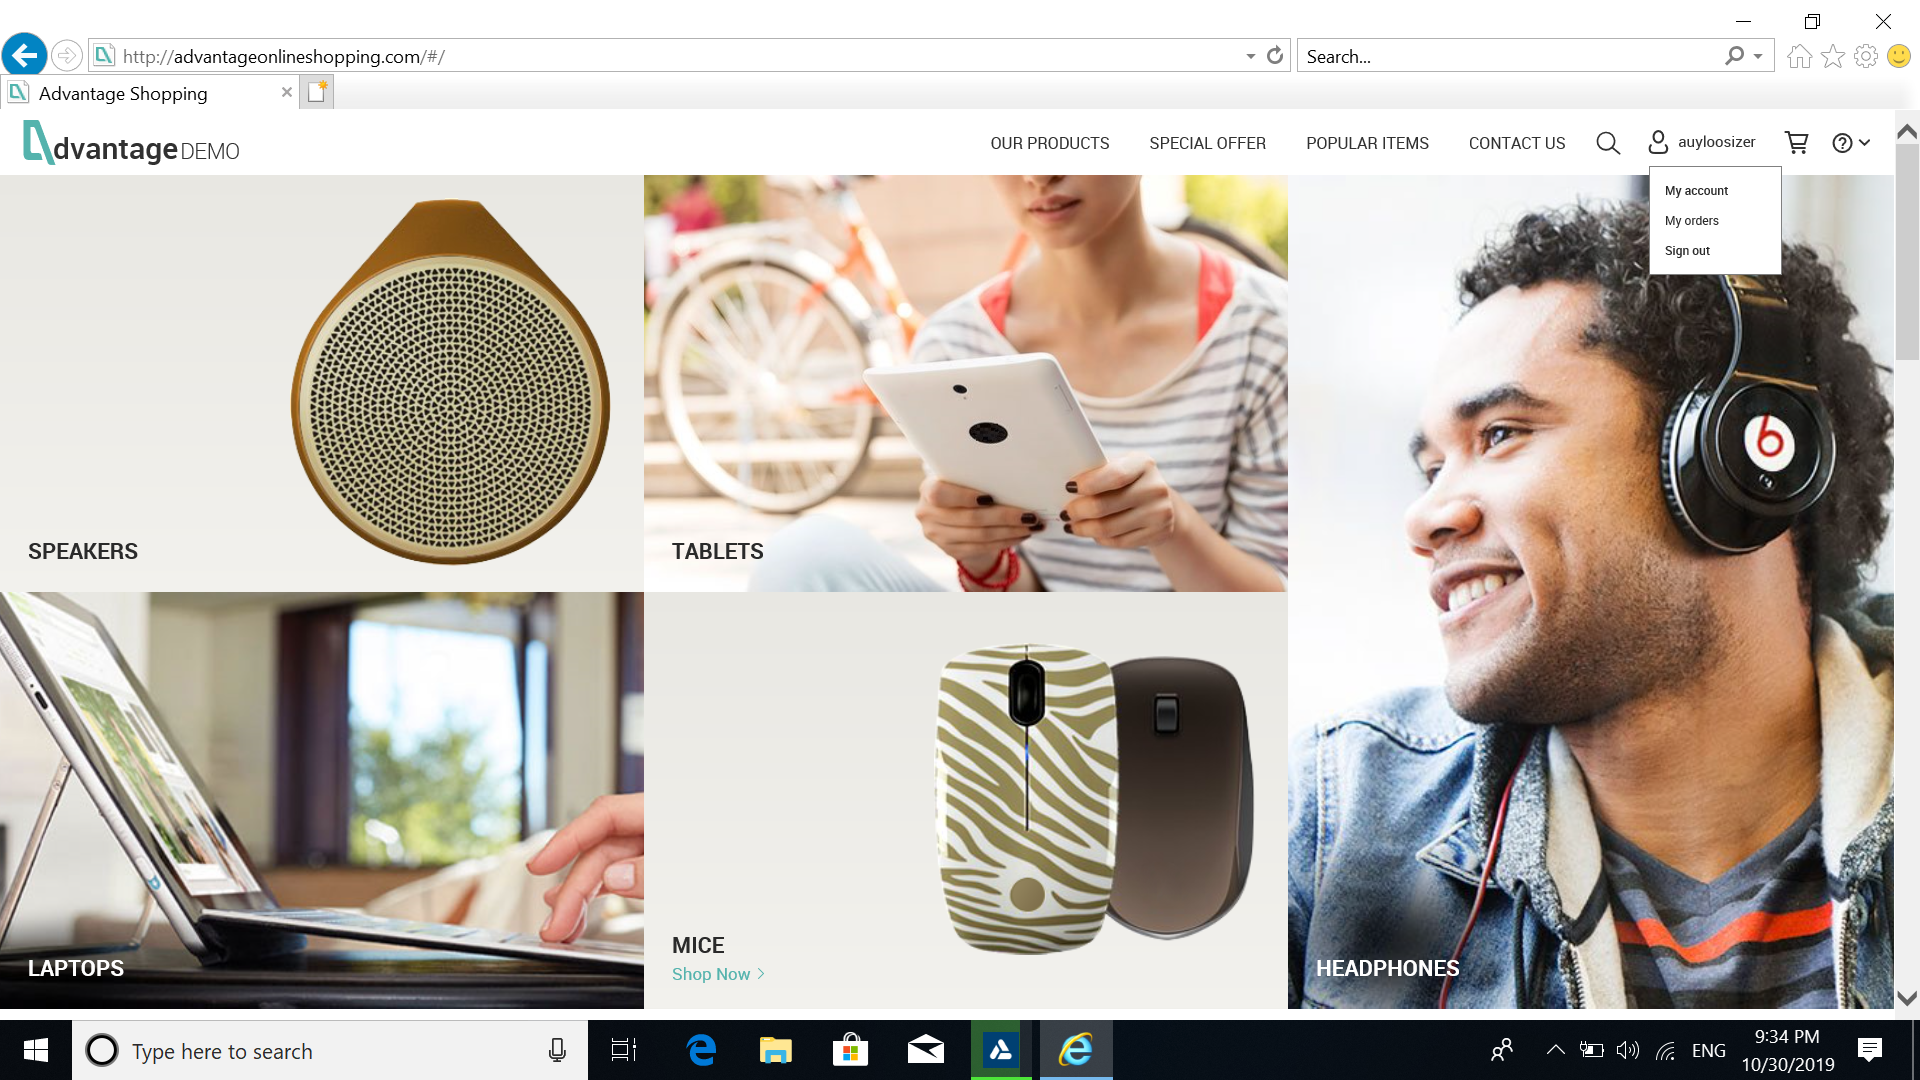 http://advantageonlineshopping.com/#/
Search...
Advantage Shopping
dvantage DEMO
OUR PRODUCTS
SPECIAL OFFER
POPULAR ITEMS
CONTACT US
auyloosizer
My account
My orders
Sign out
SPEAKERS
TABLETS
LAPTOPS
MICE
Shop Now
HEADPHONES
Type here to search
ENG
9:34 PM
10/30/2019